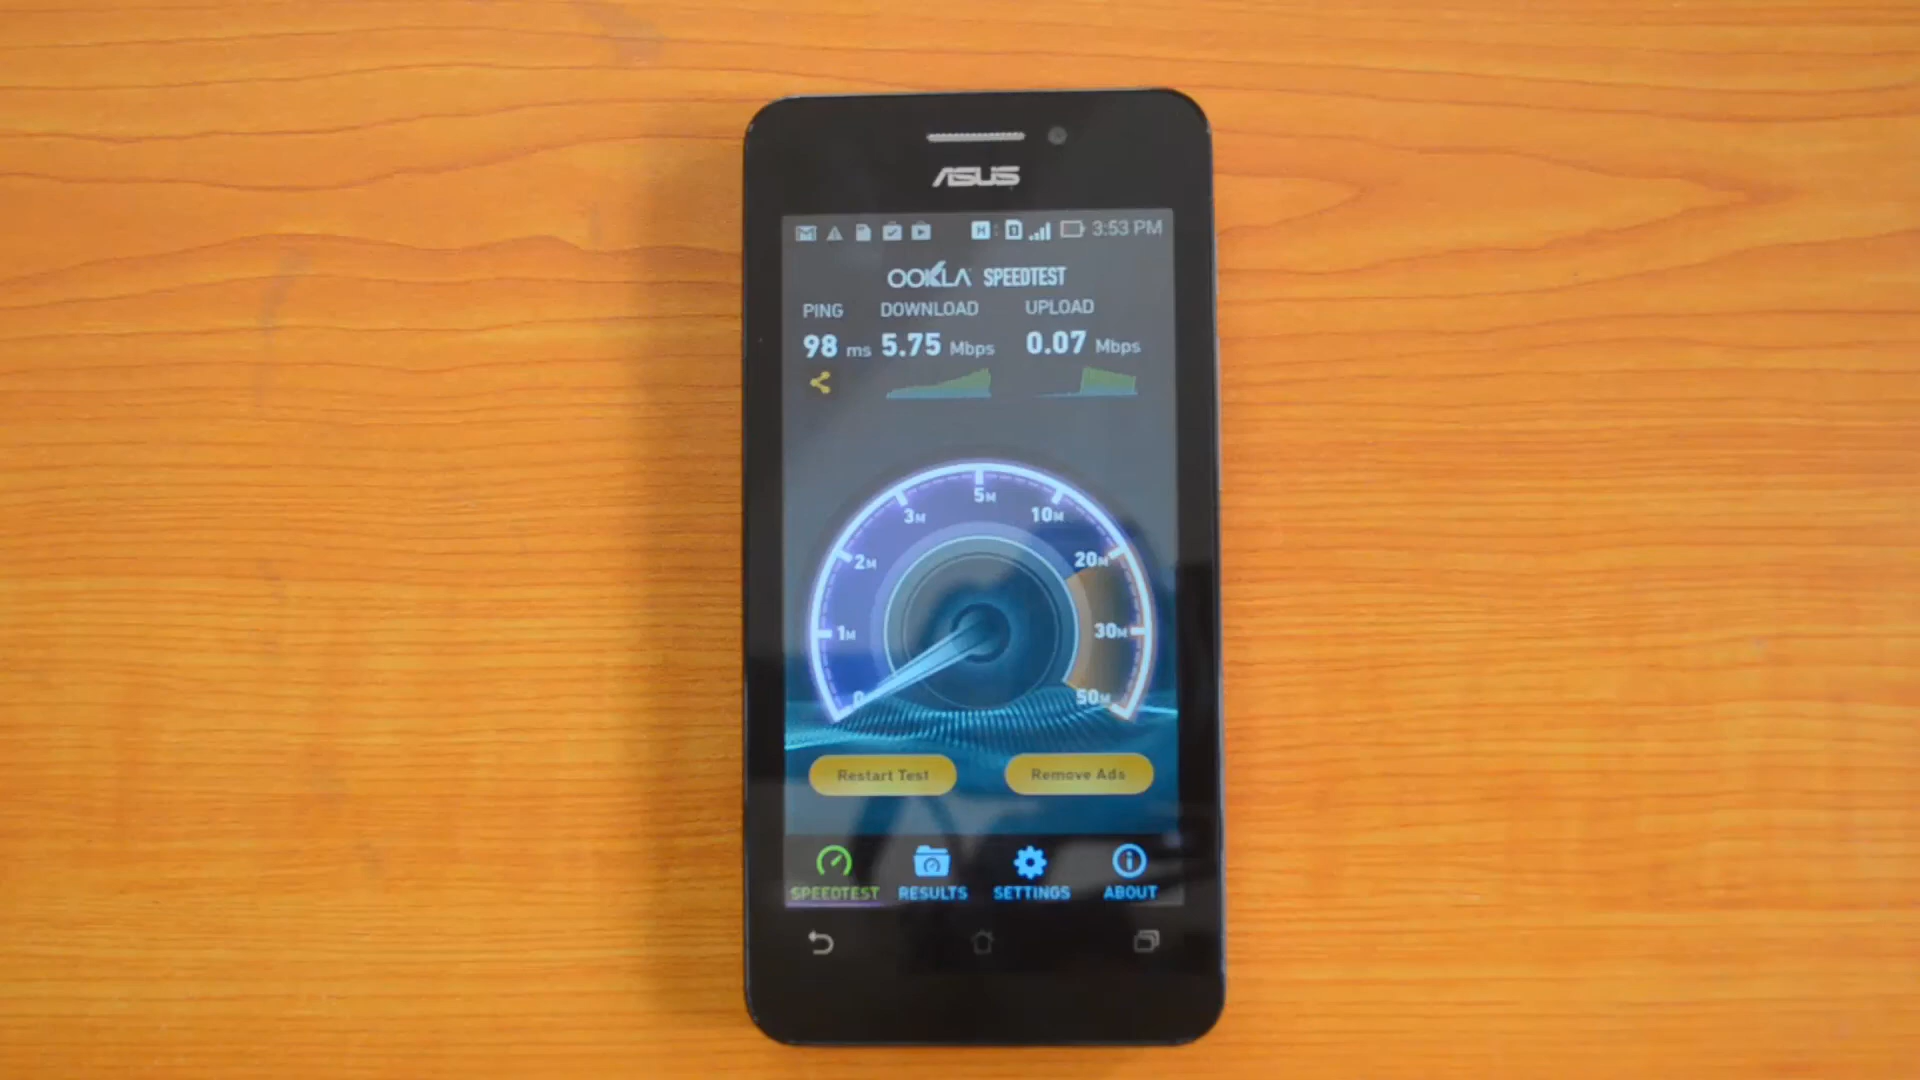 ASUS
3:53 PM
OOKLA SPEEDTEST
PING DOWNLOAD UPLOAD
98 ms 5.75 Mbps 0.07 Mbps
5M
3M 10M
2M 20M
1M 30M
0 50M
Restart Test Remove Ads
SPEEDTEST RESULTS SETTINGS ABOUT